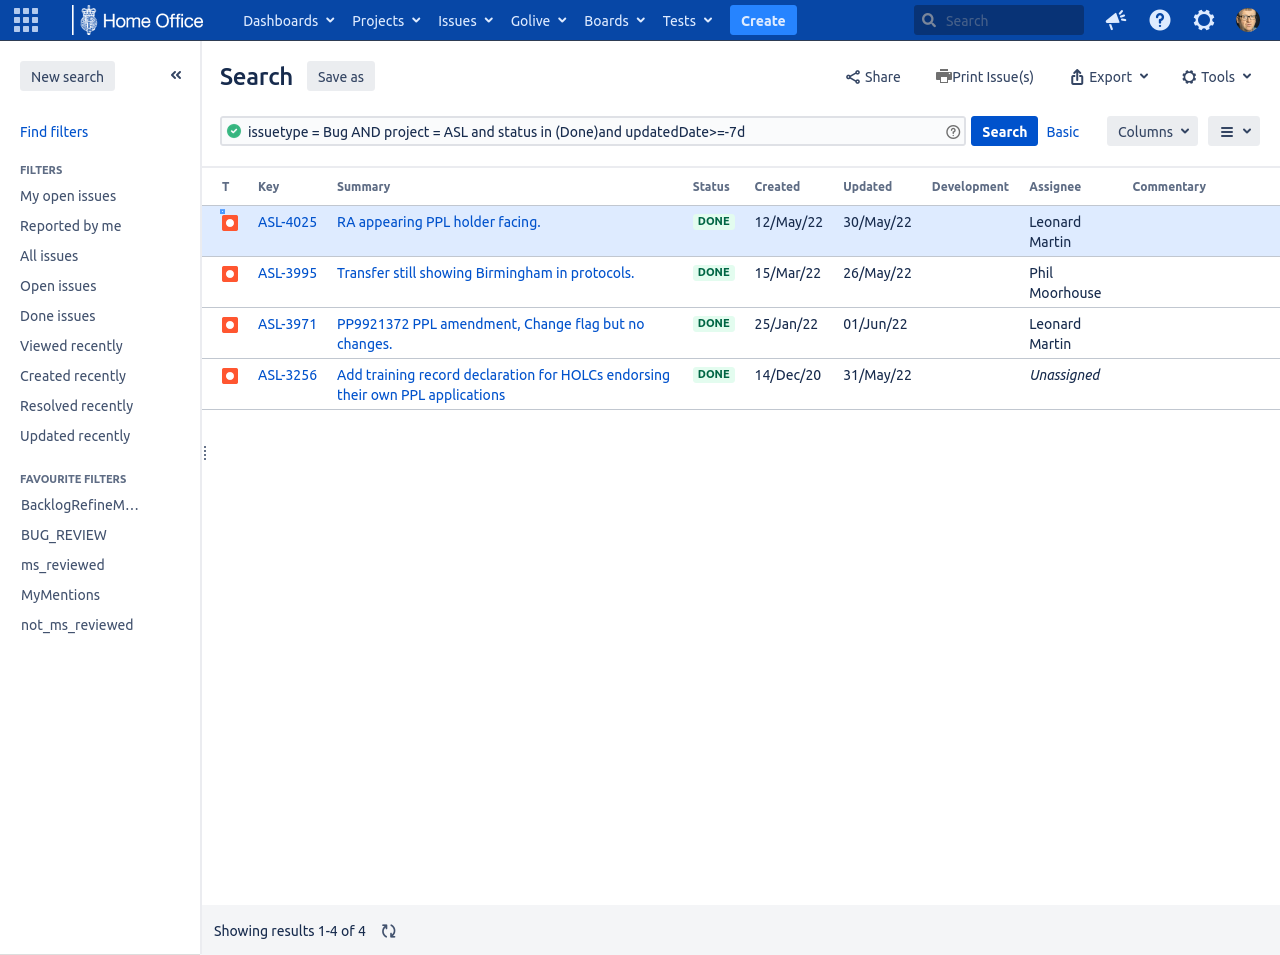 Home Office Dashboards Projects Issues Golive Boards Tests Create Search
New search
Find filters
FILTERS
My open issues
Reported by me
All issues
Open issues
Done issues
Viewed recently
Created recently
Resolved recently
Updated recently
FAVOURITE FILTERS
BacklogRefineM...
BUG_REVIEW
ms_reviewed
MyMentions
not_ms_reviewed
Search Save as Share Print Issue(s) Export Tools
issuetype = Bug AND project = ASL and status in (Done)and updatedDate>=-7d Search Basic Columns
T Key Summary Status Created Updated Development Assignee Commentary
ASL-4025 RA appearing PPL holder facing. DONE 12/May/22 30/May/22 Leonard
Martin
ASL-3995 Transfer still showing Birmingham in protocols. DONE 15/Mar/22 26/May/22 Phil
Moorhouse
ASL-3971 PP9921372 PPL amendment, Change flag but no DONE 25/Jan/22 01/Jun/22 Leonard
changes. Martin
ASL-3256 Add training record declaration for HOLCs endorsing DONE 14/Dec/20 31/May/22 Unassigned
their own PPL applications
Showing results 1-4 of 4